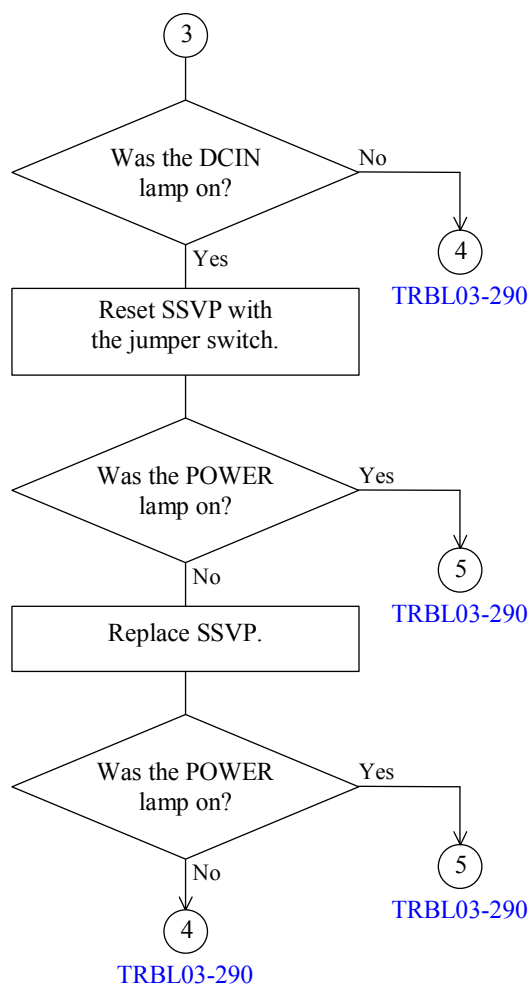 3
Was the DCIN
lamp on?
No
4
TRBL03-290
Yes
Reset SSVP with
the jumper switch.
Was the POWER
lamp on?
Yes
5
TRBL03-290
No
Replace SSVP.
Was the POWER
lamp on?
Yes
5
TRBL03-290
No
4
TRBL03-290